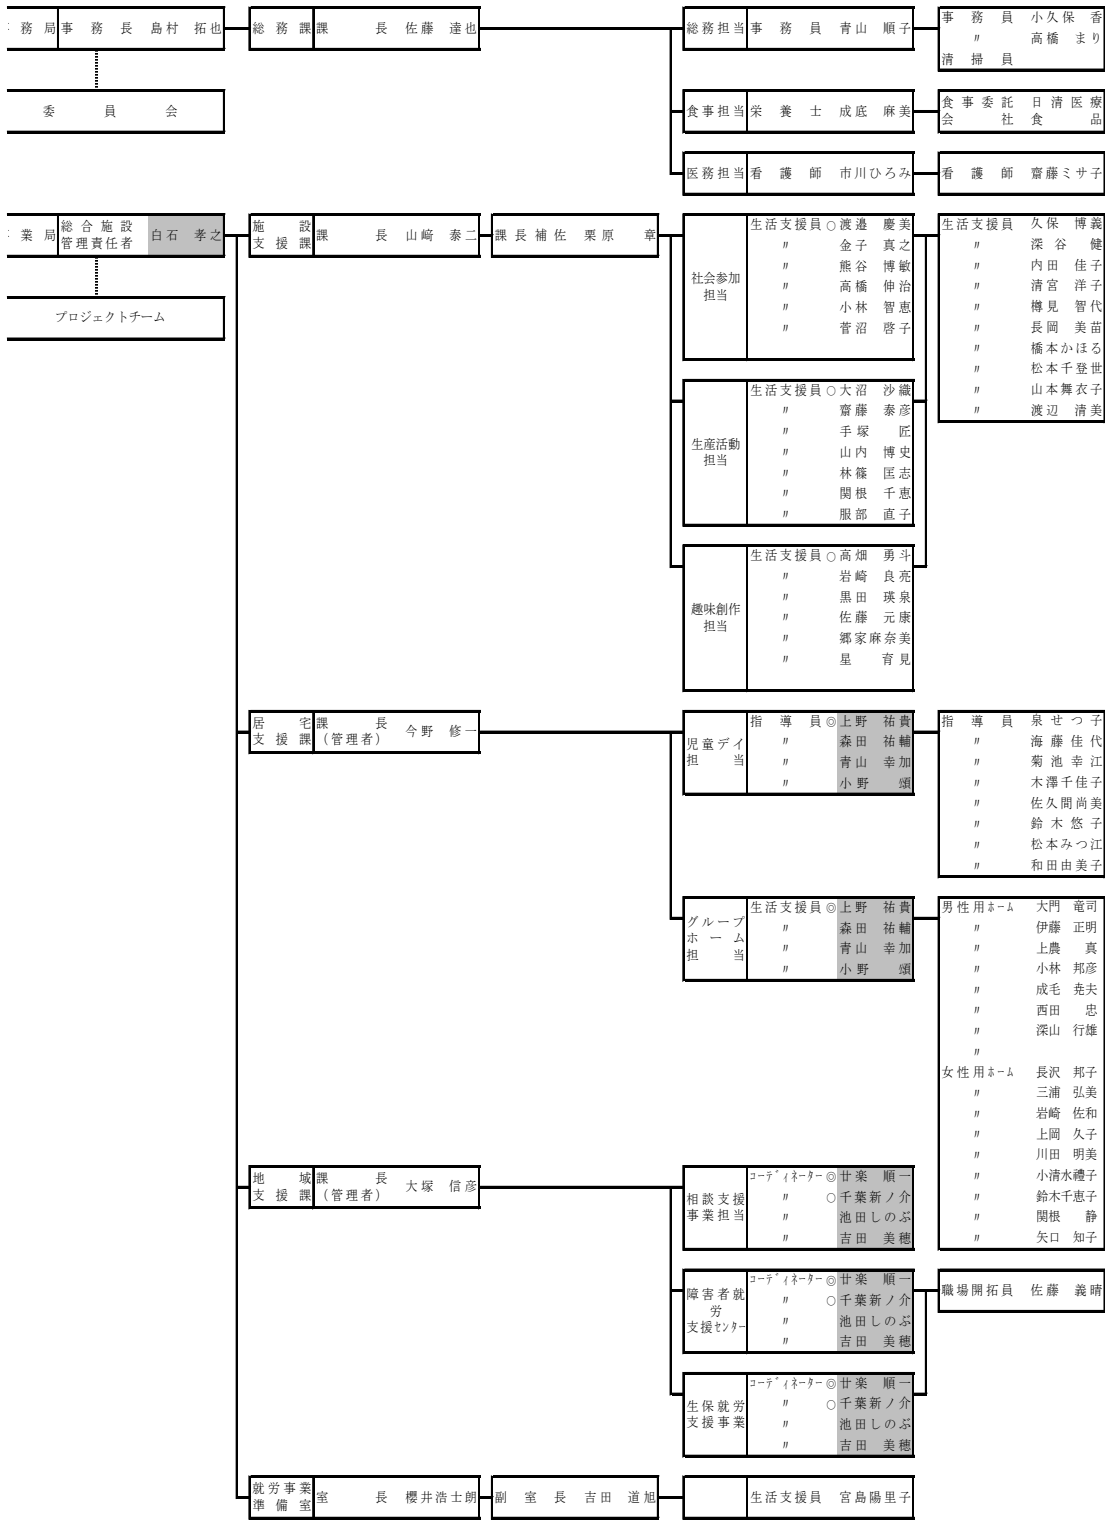 務 局 事 務 長 島村 拓也 総 務 課 課 長 佐藤 達也 総務担当 事 務 員 青山 順子 事 務 員 小久保 香
〃 高橋 まり
清 掃 員
委 員 会
食事担当 栄 養 士 成底 麻美 食事委託 日清医療
会 社 食 品
医務担当 看 護 師 市川ひろみ 看 護 師 齋藤ミサ子
業 局 総合施設
管理責任者 白石 孝之
施 設
支 援 課 課 長 山﨑 泰二 課長補佐 栗原 章
プロジェクトチーム
社会参加
担当
生活支援員 ○ 渡邉 慶美
〃 金子 真之
〃 熊谷 博敏
〃 高橋 伸治
〃 小林 智恵
〃 菅沼 啓子
生活支援員 久保 博義
〃 深谷 健
〃 内田 佳子
〃 清宮 洋子
〃 樽見 智代
〃 長岡 美苗
〃 橋本かほる
〃 松本千登世
〃 山本舞衣子
〃 渡辺 清美
生産活動
担当
生活支援員 ○ 大沼 沙織
〃 齋藤 泰彦
〃 手塚 匠
〃 山内 博史
〃 林篠 匡志
〃 関根 千恵
〃 服部 直子
趣味創作
担当
生活支援員 ○ 高畑 勇斗
〃 岩崎 良亮
〃 黒田 瑛泉
〃 佐藤 元康
〃 郷家麻奈美
〃 星 育見
居 宅
支 援 課 課 長
（管理者） 今野 修一
児童デイ
担 当
指 導 員 ◎ 上野 祐貴
〃 森田 祐輔
〃 青山 幸加
〃 小野 頌
指 導 員 泉せつ子
〃 海藤佳代
〃 菊池幸江
〃 木澤千佳子
〃 佐久間尚美
〃 鈴木悠子
〃 松本みつ江
〃 和田由美子
グループ
ホ ー ム
担 当
生活支援員 ◎ 上野 祐貴
〃 森田 祐輔
〃 青山 幸加
〃 小野 頌
男性用ﾎｰﾑ 大門 竜司
〃 伊藤 正明
〃 上農 真
〃 小林 邦彦
〃 成毛 尭夫
〃 西田 忠
〃 深山 行雄
〃
女性用ﾎｰﾑ 長沢 邦子
〃 三浦 弘美
〃 岩崎 佐和
〃 上岡 久子
〃 川田 明美
〃 小清水禮子
〃 鈴木千恵子
〃 関根 静
〃 矢口 知子
地 域
支 援 課 課 長
（管理者） 大塚 信彦
相談支援
事業担当
ｺｰﾃﾞｨﾈｰﾀｰ ◎ 廿楽 順一
〃 ○ 千葉新ノ介
〃 池田しのぶ
〃 吉田 美穂
障害者就
労
支援ｾﾝﾀｰ
ｺｰﾃﾞｨﾈｰﾀｰ ◎ 廿楽 順一
〃 ○ 千葉新ノ介
〃 池田しのぶ
〃 吉田 美穂
職場開拓員 佐藤 義晴
生保就労
支援事業
ｺｰﾃﾞｨﾈｰﾀｰ ◎ 廿楽 順一
〃 ○ 千葉新ノ介
〃 池田しのぶ
〃 吉田 美穂
就労事業
準 備 室 室 長 櫻井浩士朗 副 室 長 吉田 道旭 生活支援員 宮島陽里子